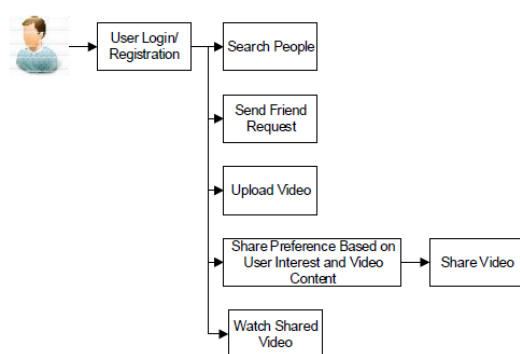 User Login/
Registration
Search People
Send Friend
Request
Upload Video
Share Preference Based on
User Interest and Video
Content
Share Video
Watch Shared
Video